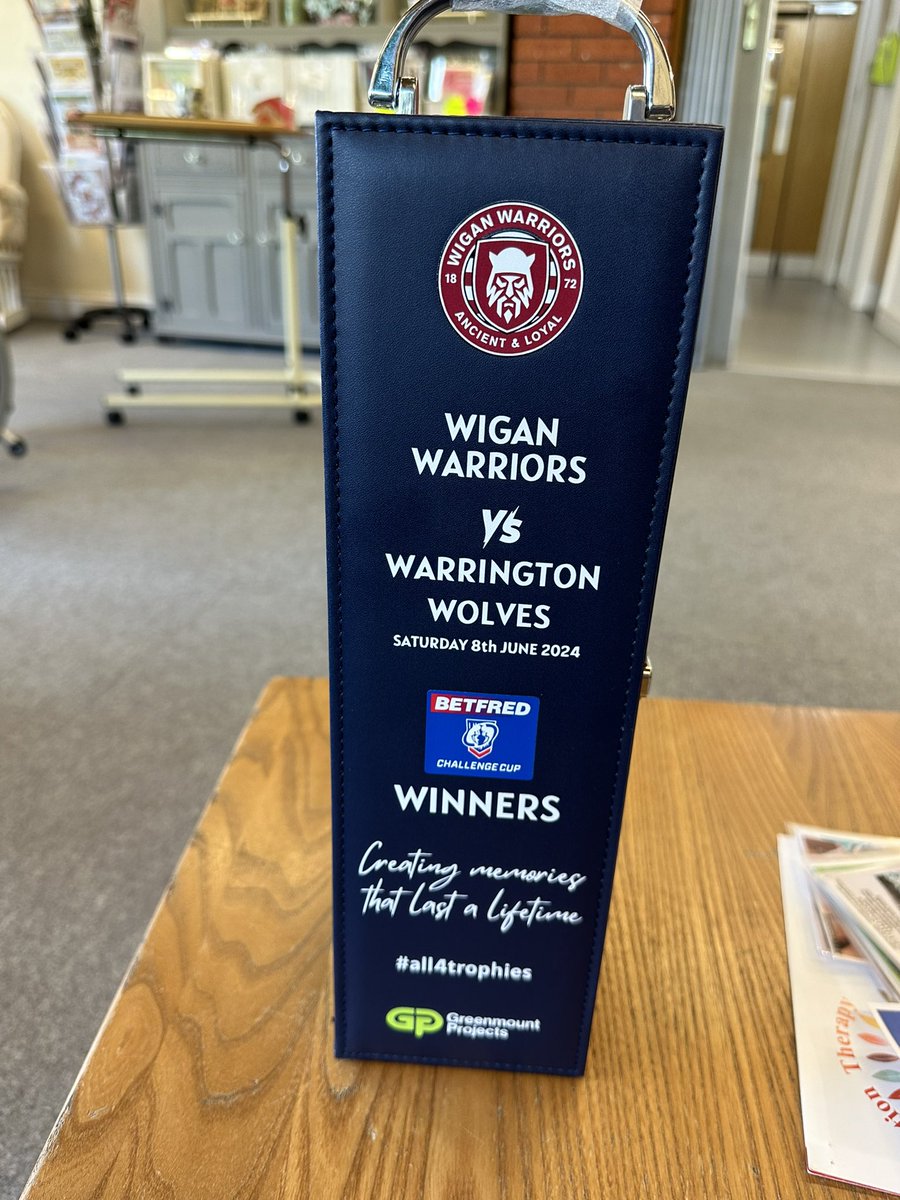 WIGAN WARRIORS
18 72
ANCIENT & LOYAL
WIGAN
WARRIORS
VS
WARRINGTON
WOLVES
SATURDAY 8th JUNE 2024
BETFRED
CHALLENGE CUP
WINNERS
Creating memories
that last a lifetime
#all4trophies
GP Greenmount
Projects
Therapy